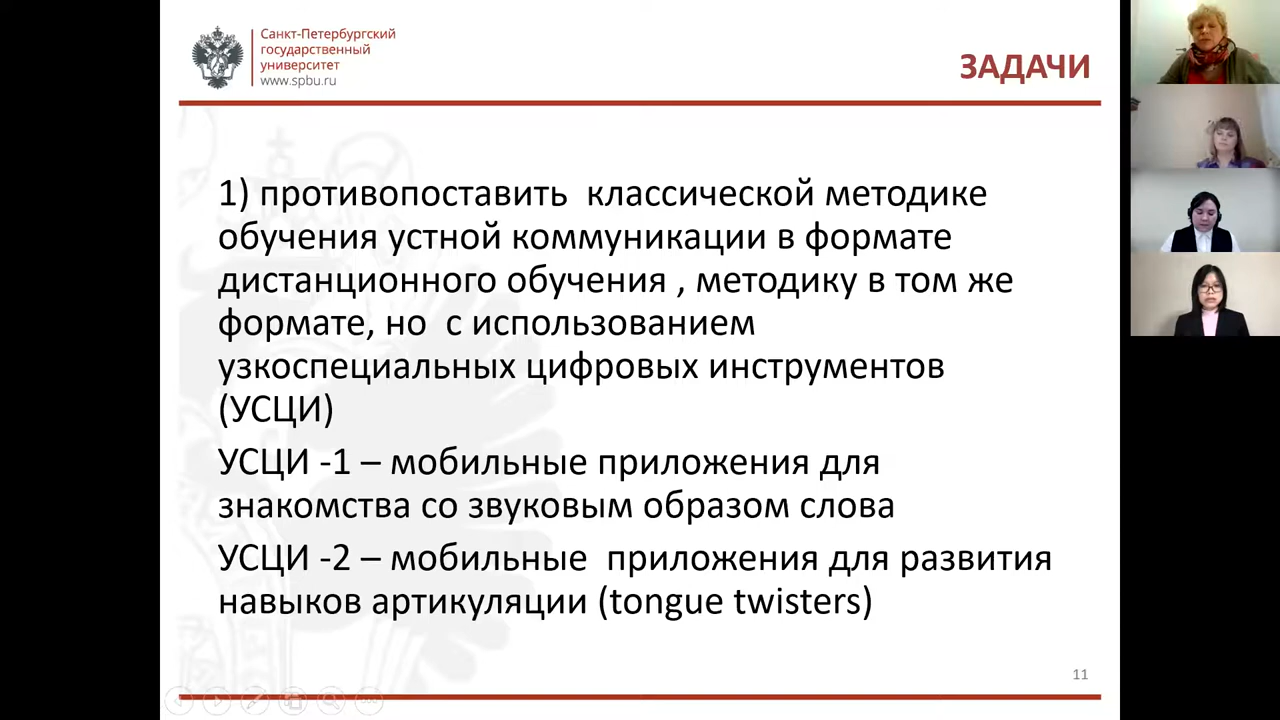 Санкт-Петербургский
государственный
университет
www.spbu.ru
ЗАДАЧИ
1) противопоставить классической методике
обучения устной коммуникации в формате
дистанционного обучения , методику в том же
формате, но с использованием
узкоспециальных цифровых инструментов
(УСЦИ)
УСЦИ -1 – мобильные приложения для
знакомства со звуковым образом слова
УСЦИ -2 – мобильные приложения для развития
навыков артикуляции (tongue twisters)
11